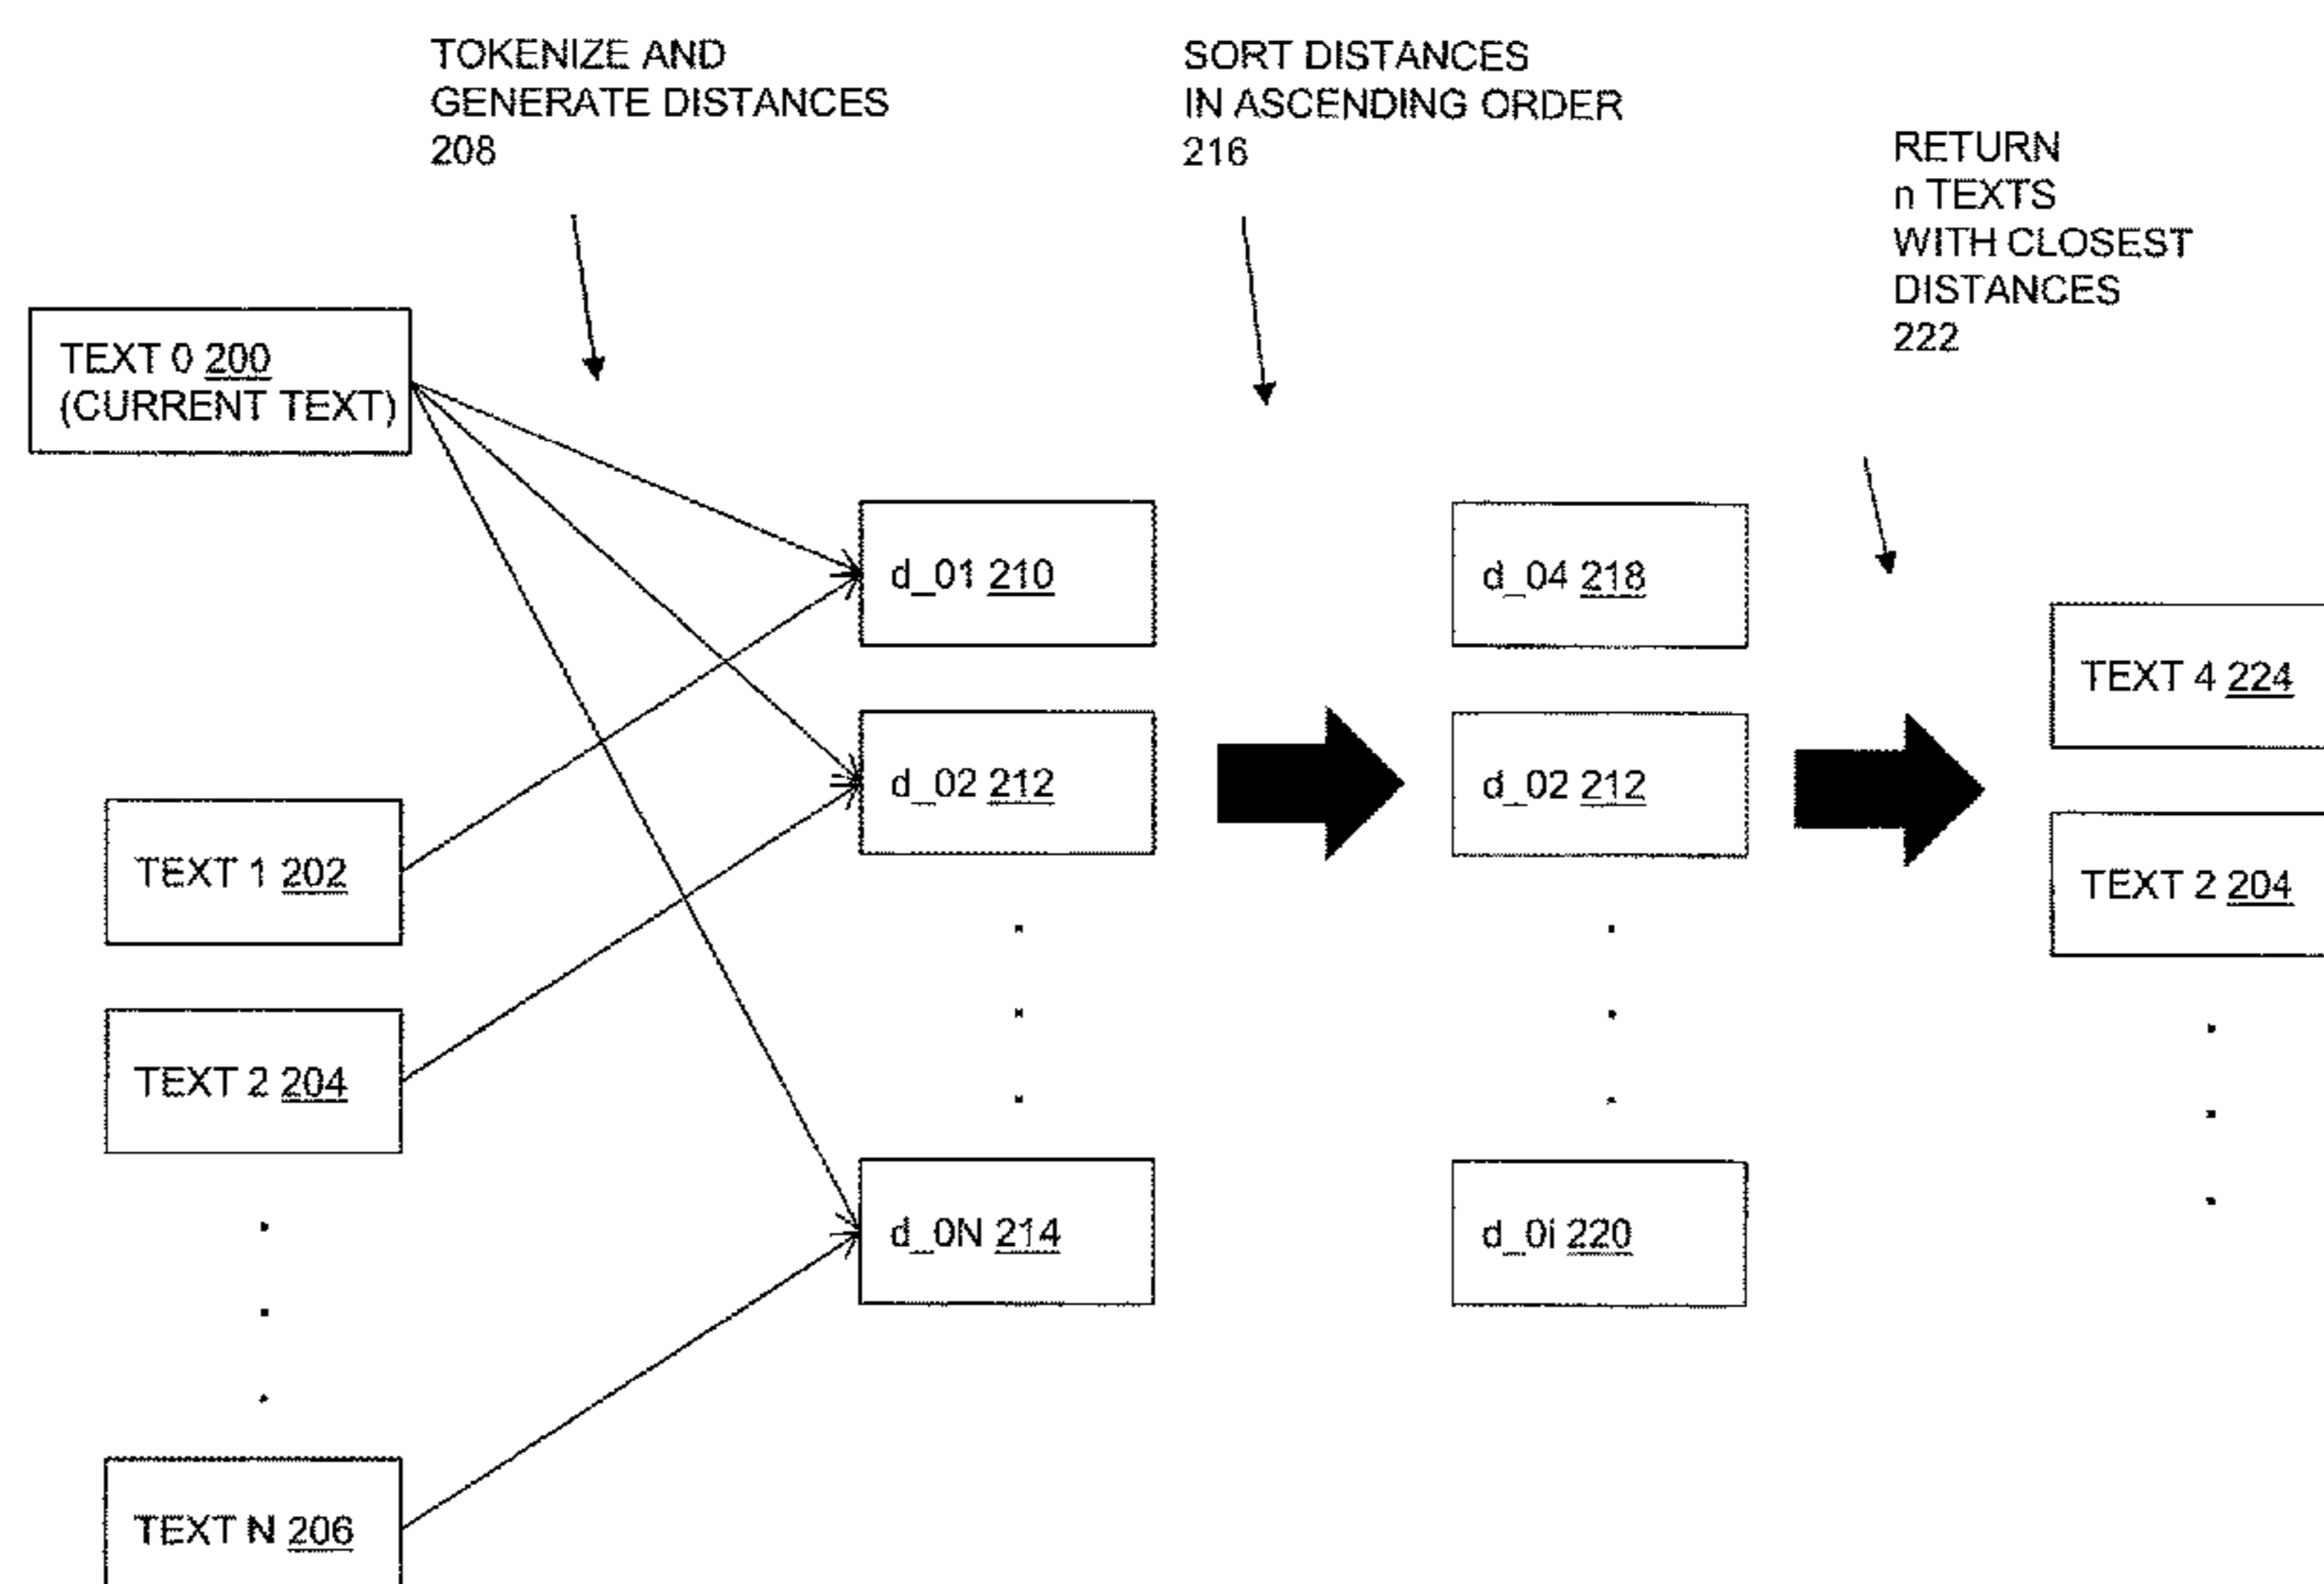 TOKENIZE AND
GENERATE DISTANCES
208
SORT DISTANCES
IN ASCENDING ORDER
216
RETURN
n TEXTS
WITH CLOSEST
DISTANCES
222
TEXT 0 200
(CURRENT TEXT)
TEXT 1 202
TEXT 2 204
TEXT N 206
d_01 210
d_02 212
d_0N 214
d_04 218
d_02 212
d_0i 220
TEXT 4 224
TEXT 2 204